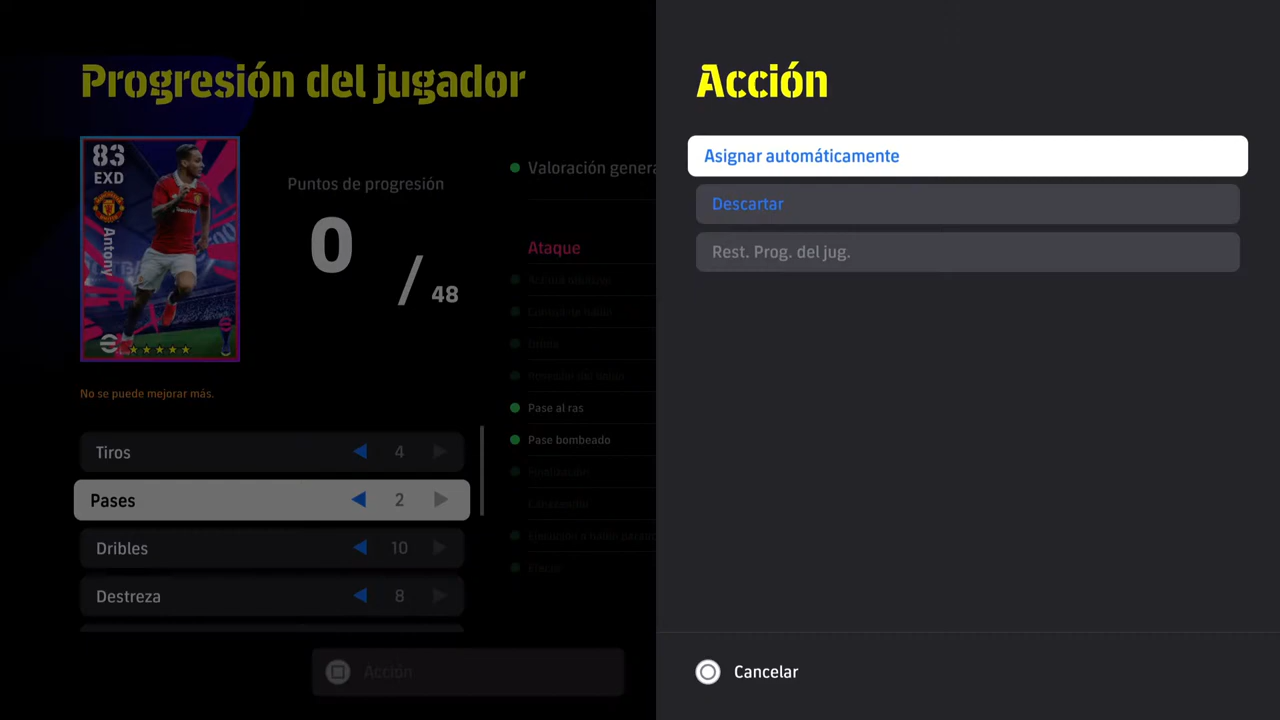 Progresión del jugador
83
EXD
Antony
Puntos de progresión
0
/
48
No se puede mejorar más.
Tiros 4
Pases 2
Dribles 10
Destreza 8
Acción
Valoración genera
Ataque
Pase al ras
Pase bombeado
Acción
Asignar automáticamente
Descartar
Rest. Prog. del jug.
Cancelar